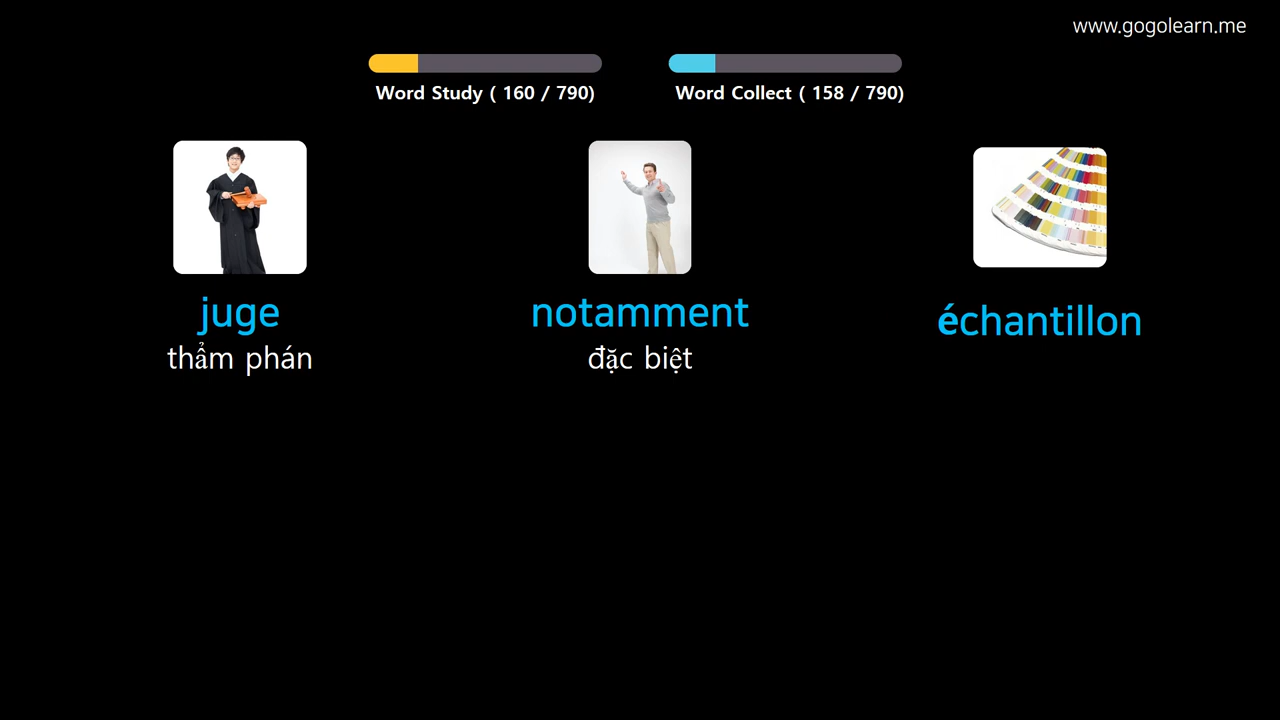 www.gogolearn.me
Word Study ( 160 / 790)
Word Collect ( 158 / 790)
juge
thẩm phán
notamment
đặc biệt
échantillon